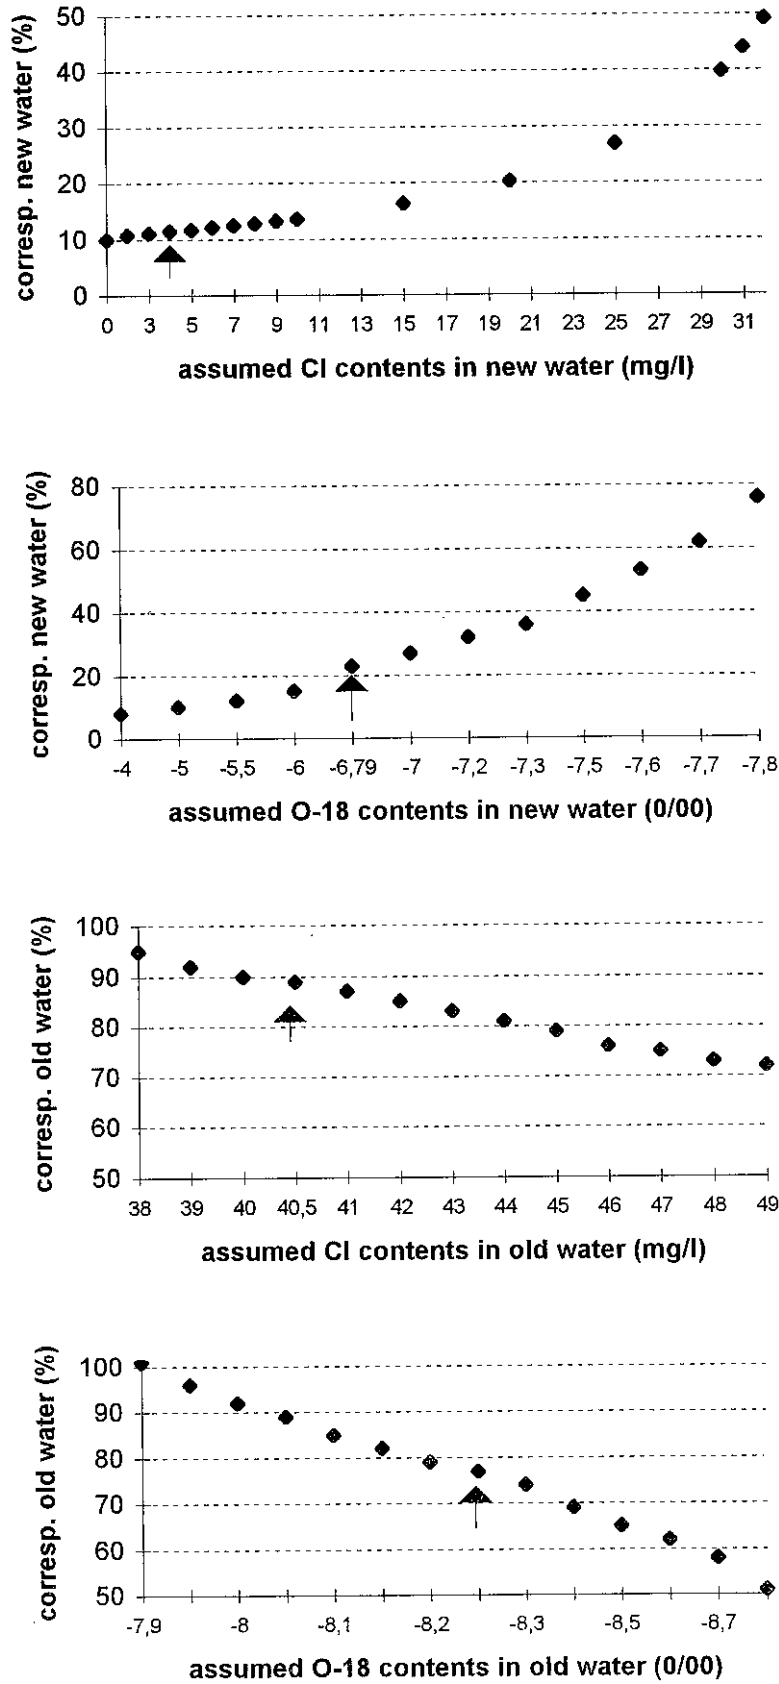 corresp. new water (%)
50
40
30
20
10
0
0 3 5 7 9 11 13 15 17 19 21 23 25 27 29 31
assumed Cl contents in new water (mg/l)
corresp. new water (%)
80
60
40
20
0
-4 -5 -5,5 -6 -6,79 -7 -7,2 -7,3 -7,5 -7,6 -7,7 -7,8
assumed O-18 contents in new water (0/00)
corresp. old water (%)
100
90
80
70
60
50
38 39 40 40,5 41 42 43 44 45 46 47 48 49
assumed Cl contents in old water (mg/l)
corresp. old water (%)
100
90
80
70
60
50
-7,9 -8 -8,1 -8,2 -8,3 -8,5 -8,7
assumed O-18 contents in old water (0/00)